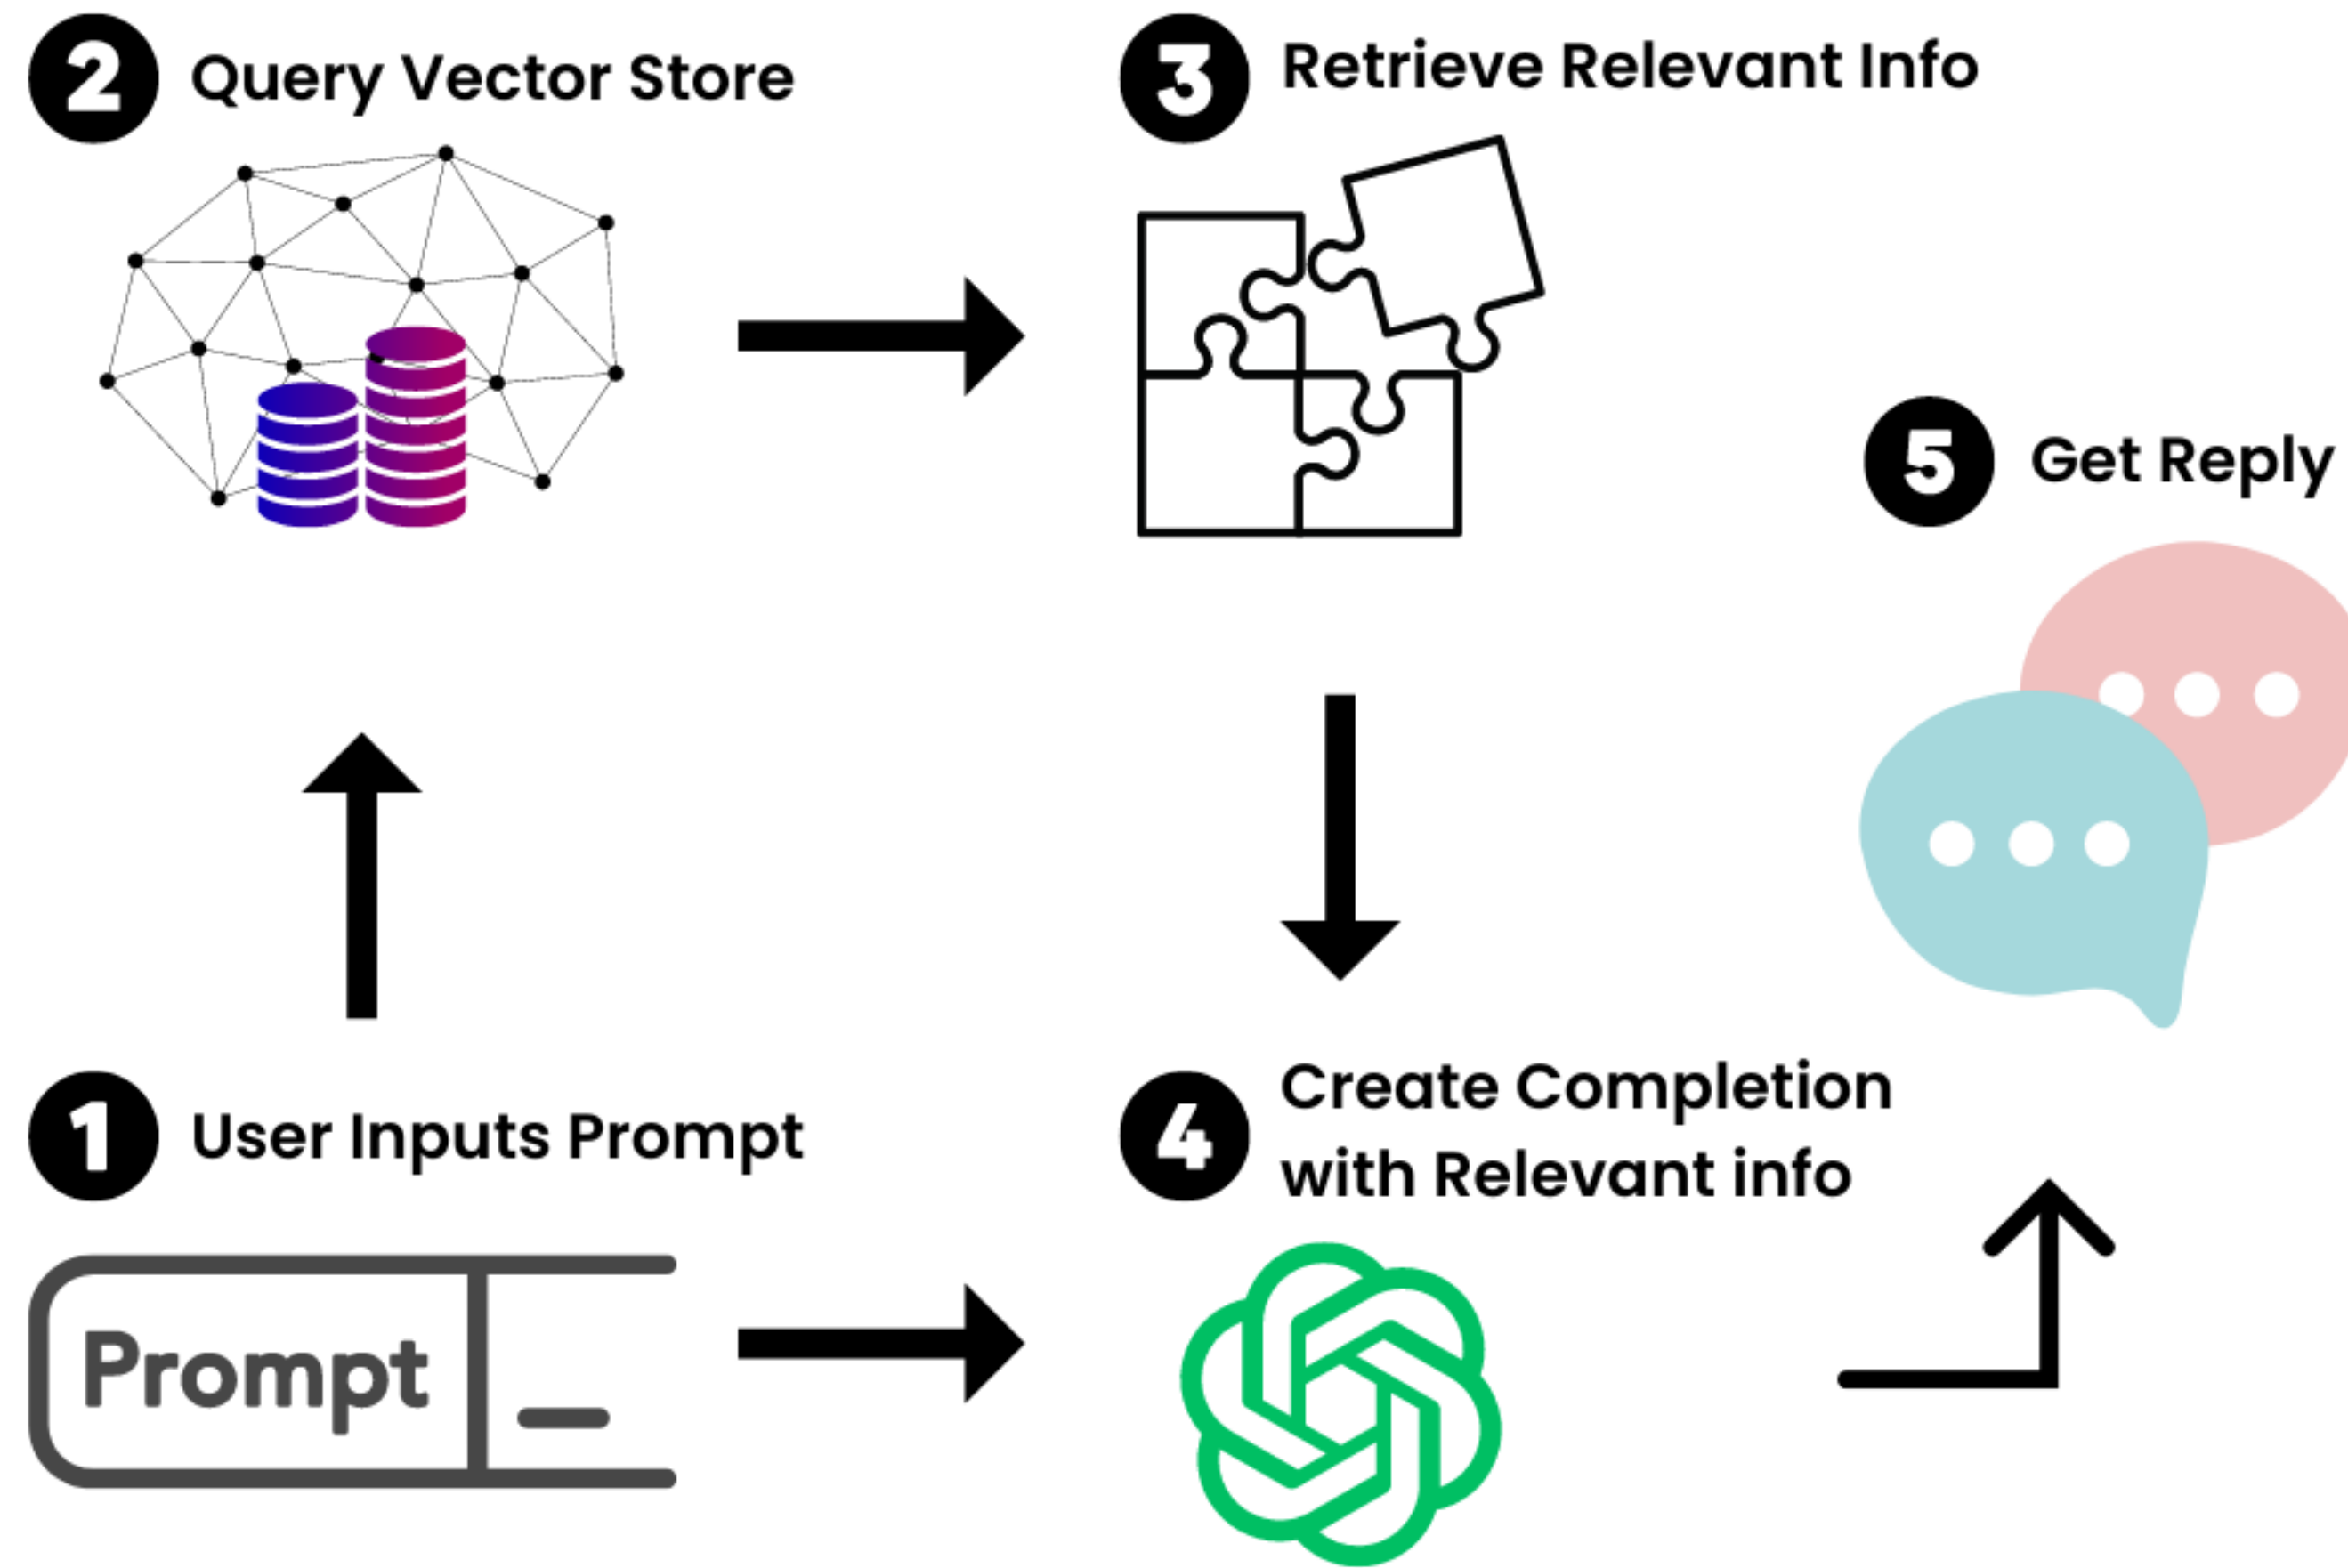 2 Query Vector Store
3 Retrieve Relevant Info
5 Get Reply
1 User Inputs Prompt
4 Create Completion
with Relevant info
Prompt